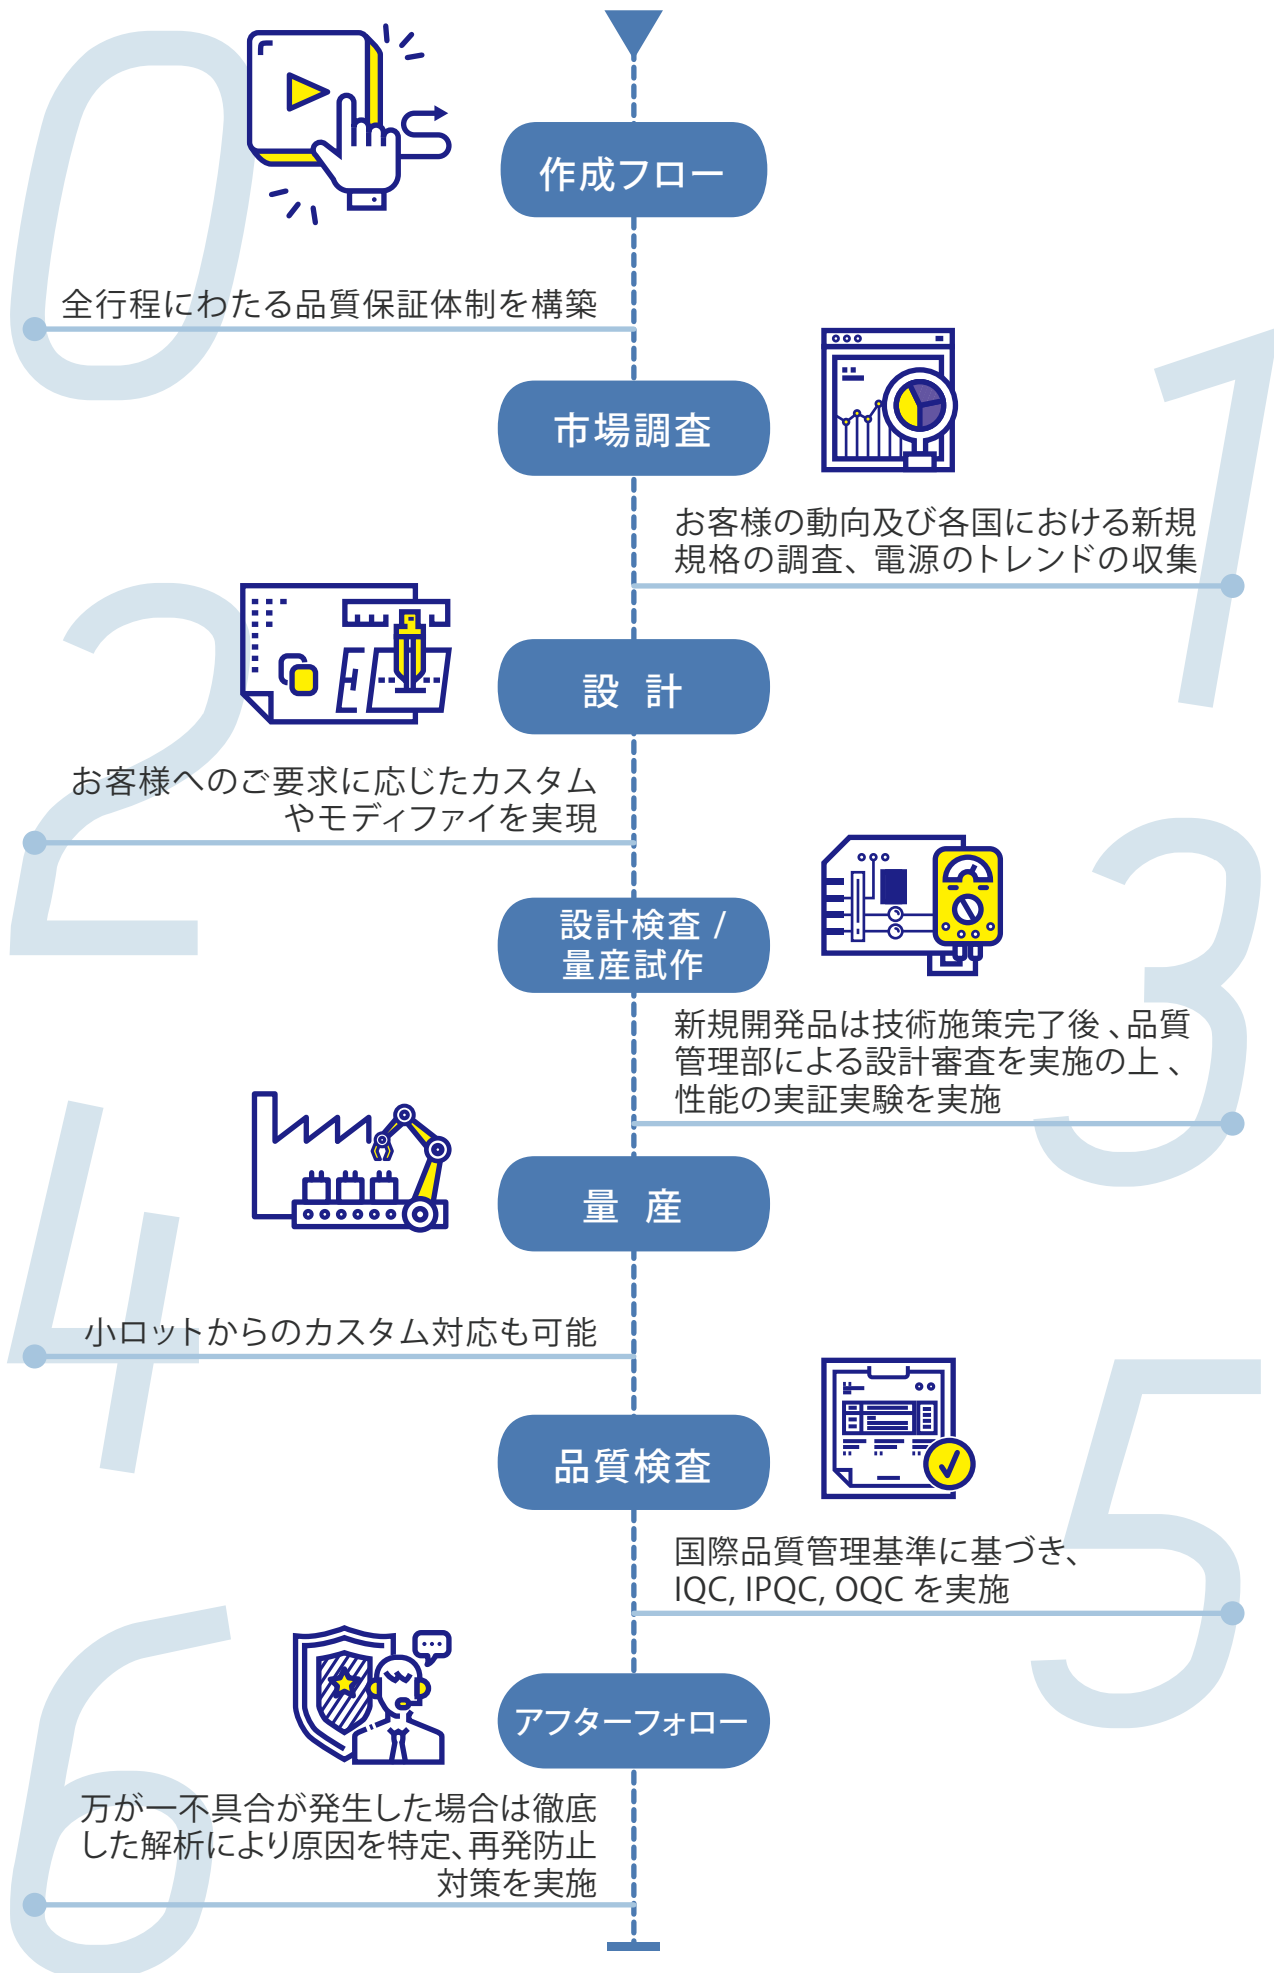 0
作成フロー
全行程にわたる品質保証体制を構築
1
市場調査
お客様の動向及び各国における新規
規格の調査、電源のトレンドの収集
2
設 計
お客様へのご要求に応じたカスタム
やモディファイを実現
3
設計検査 /
量産試作
新規開発品は技術施策完了後、品質
管理部による設計審査を実施の上、
性能の実証実験を実施
4
量 産
小ロットからのカスタム対応も可能
5
品質検査
国際品質管理基準に基づき、
IQC, IPQC, OQC を実施
6
アフターフォロー
万が一不具合が発生した場合は徹底
した解析により原因を特定、再発防止
対策を実施